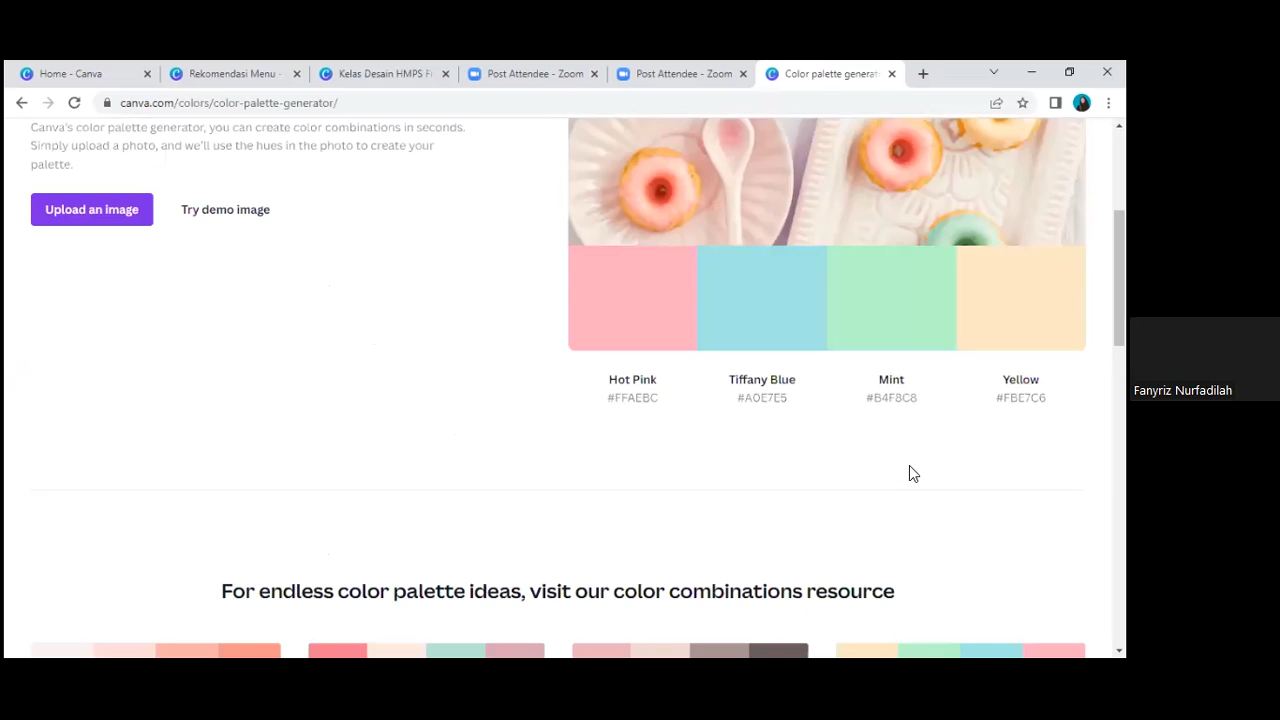 Home - Canva
Rekomendasi Menu -
Kelas Desain HMPS F
Post Attendee - Zoom
Post Attendee - Zoom
Color palette generat
canva.com/colors/color-palette-generator/
Canva's color palette generator, you can create color combinations in seconds.
Simply upload a photo, and we'll use the hues in the photo to create your
palette.
Upload an image
Try demo image
Hot Pink
Tiffany Blue
Mint
Yellow
#FFAEBC
#A0E7E5
#B4F8C8
#FBE7C6
Fanyriz Nurfadilah
For endless color palette ideas, visit our color combinations resource